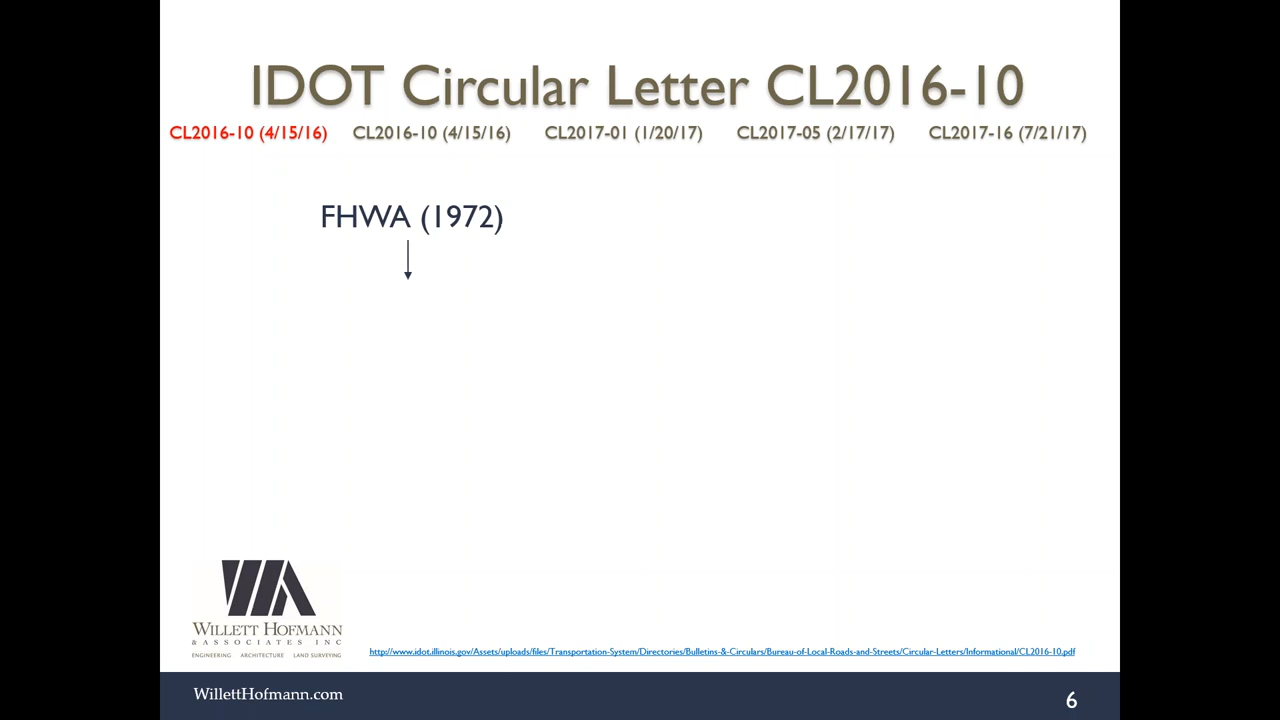 IDOT Circular Letter CL2016-10
CL2016-10 (4/15/16) CL2016-10 (4/15/16) CL2017-01 (1/20/17) CL2017-05 (2/17/17) CL2017-16 (7/21/17)
FHWA (1972)
WILLETT HOFMANN
& ASSOCIATES INC
ENGINEERING ARCHITECTURE LAND SURVEYING
http://www.idot.illinois.gov/Assets/uploads/files/Transportation-System/Directories/Bulletins-&-Circulars/Bureau-of-Local-Roads-and-Streets/Circular-Letters/Informational/CL2016-10.pdf
WillettHofmann.com
6